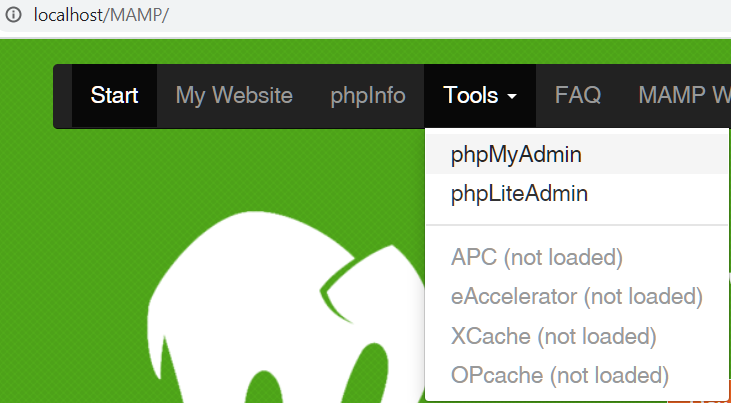 localhost/MAMP/
Start My Website phpInfo Tools FAQ MAMP W
phpMyAdmin
phpLiteAdmin
APC (not loaded)
eAccelerator (not loaded)
XCache (not loaded)
OPcache (not loaded)